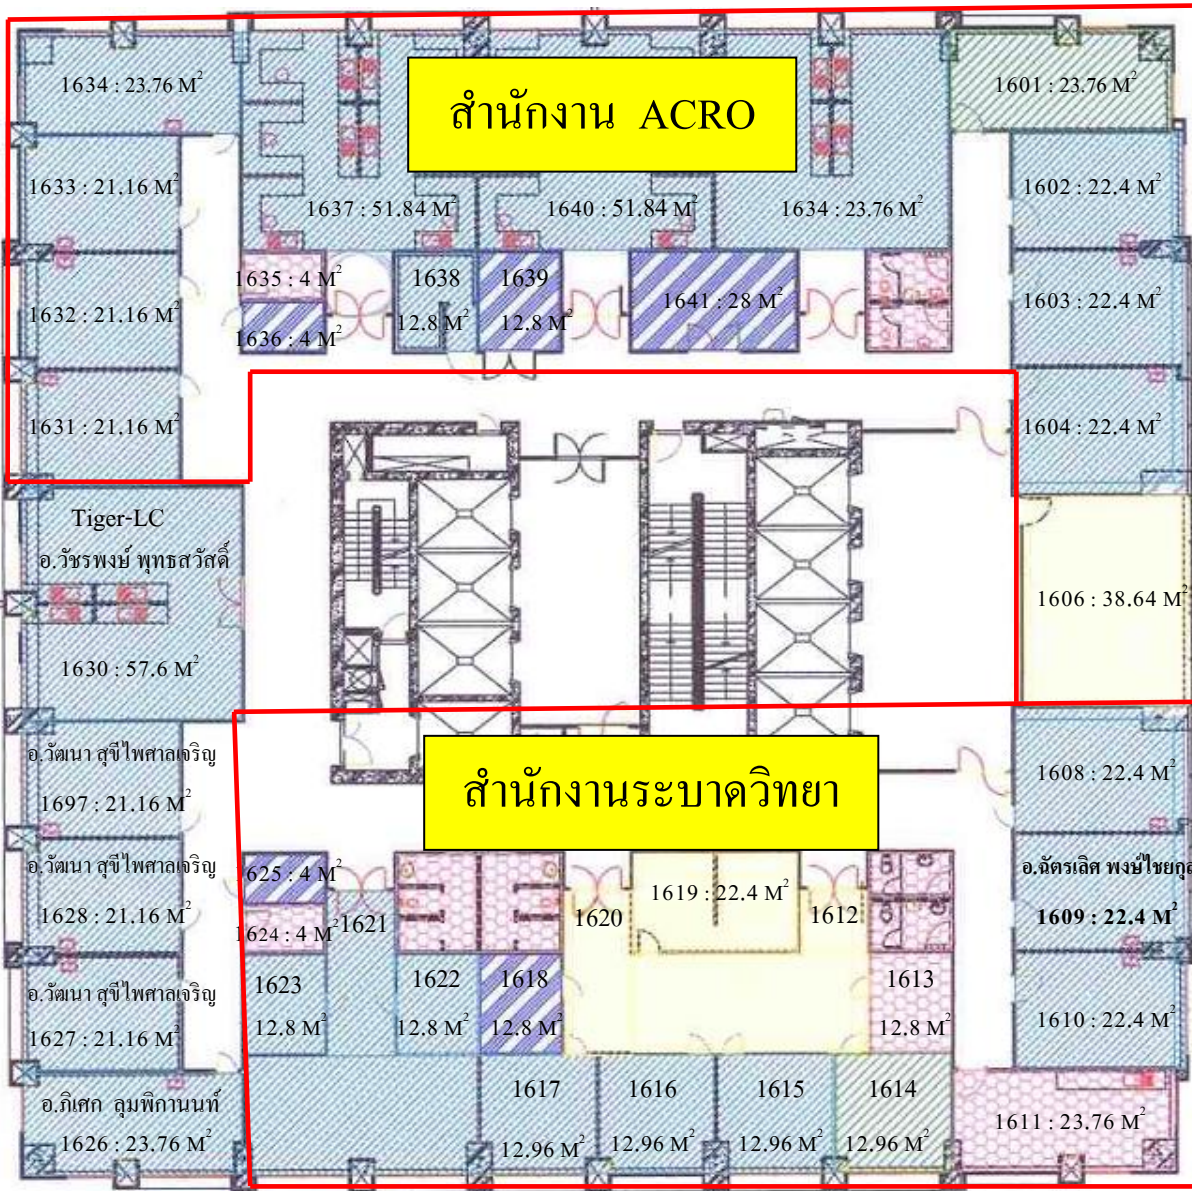 สำนักงาน ACRO
1634 : 23.76 M²
1601 : 23.76 M²
1633 : 21.16 M²
1637 : 51.84 M²
1640 : 51.84 M²
1634 : 23.76 M²
1602 : 22.4 M²
1635 : 4 M²
1638
12.8 M²
1639
12.8 M²
1641 : 28 M²
1603 : 22.4 M²
1632 : 21.16 M²
1636 : 4 M²
1631 : 21.16 M²
1604 : 22.4 M²
Tiger-LC
อ.วัชรพงษ์ พุทธสวัสดิ์
1630 : 57.6 M²
1606 : 38.64 M²
สำนักงานระบาดวิทยา
อ.วัฒนา สุขีไพศาลเจริญ
1697 : 21.16 M²
1608 : 22.4 M²
อ.วัฒนา สุขีไพศาลเจริญ
1628 : 21.16 M²
1625 : 4 M²
1624 : 4 M²
1621
1620
1619 : 22.4 M²
1612
อ.ฉัตรเลิศ พงษ์ไชยกุล
1609 : 22.4 M²
อ.วัฒนา สุขีไพศาลเจริญ
1627 : 21.16 M²
1623
12.8 M²
1622
12.8 M²
1618
12.8 M²
1613
12.8 M²
1610 : 22.4 M²
อ.ภิเศก ลุมพิกานนท์
1626 : 23.76 M²
1617
12.96 M²
1616
12.96 M²
1615
12.96 M²
1614
12.96 M²
1611 : 23.76 M²